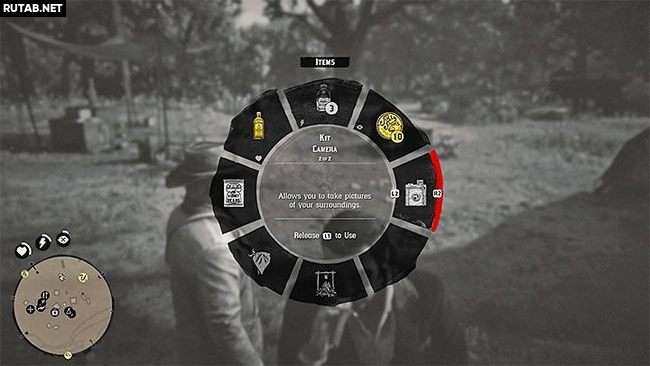 RUTAB.NET
ITEMS
3
10
KIT
CAMERA
2 OF 2
L2
R2
Allows you to take pictures
of your surroundings.
Release L1 to Use